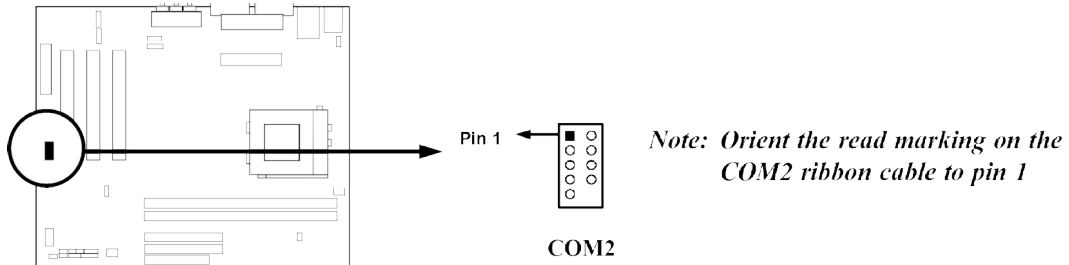 Pin 1
Note: Orient the read marking on the
COM2 ribbon cable to pin 1
COM2